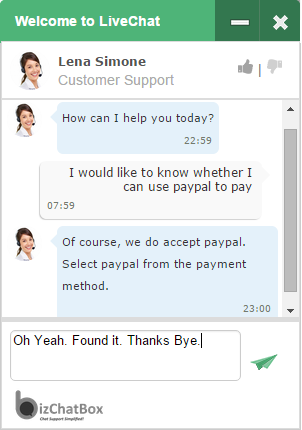 Welcome to LiveChat
Lena Simone
Customer Support
How can I help you today?
22:59
I would like to know whether I
can use paypal to pay
07:59
Of course, we do accept paypal.
Select paypal from the payment
method.
23:00
Oh Yeah. Found it. Thanks Bye.
bizChatBox
Chat Support Simplified!